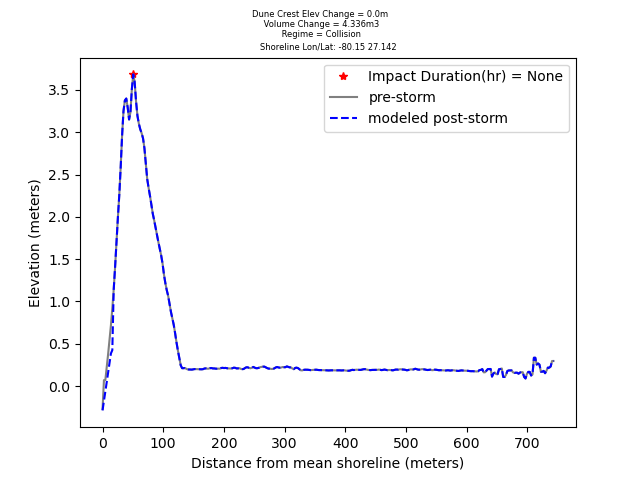 Dune Crest Elev Change = 0.0m
Volume Change = 4.336m3
Regime = Collision
Shoreline Lon/Lat: -80.15 27.142
Impact Duration(hr) = None
pre-storm
modeled post-storm
Elevation (meters)
3.5
3.0
2.5
2.0
1.5
1.0
0.5
0.0
0 100 200 300 400 500 600 700
Distance from mean shoreline (meters)